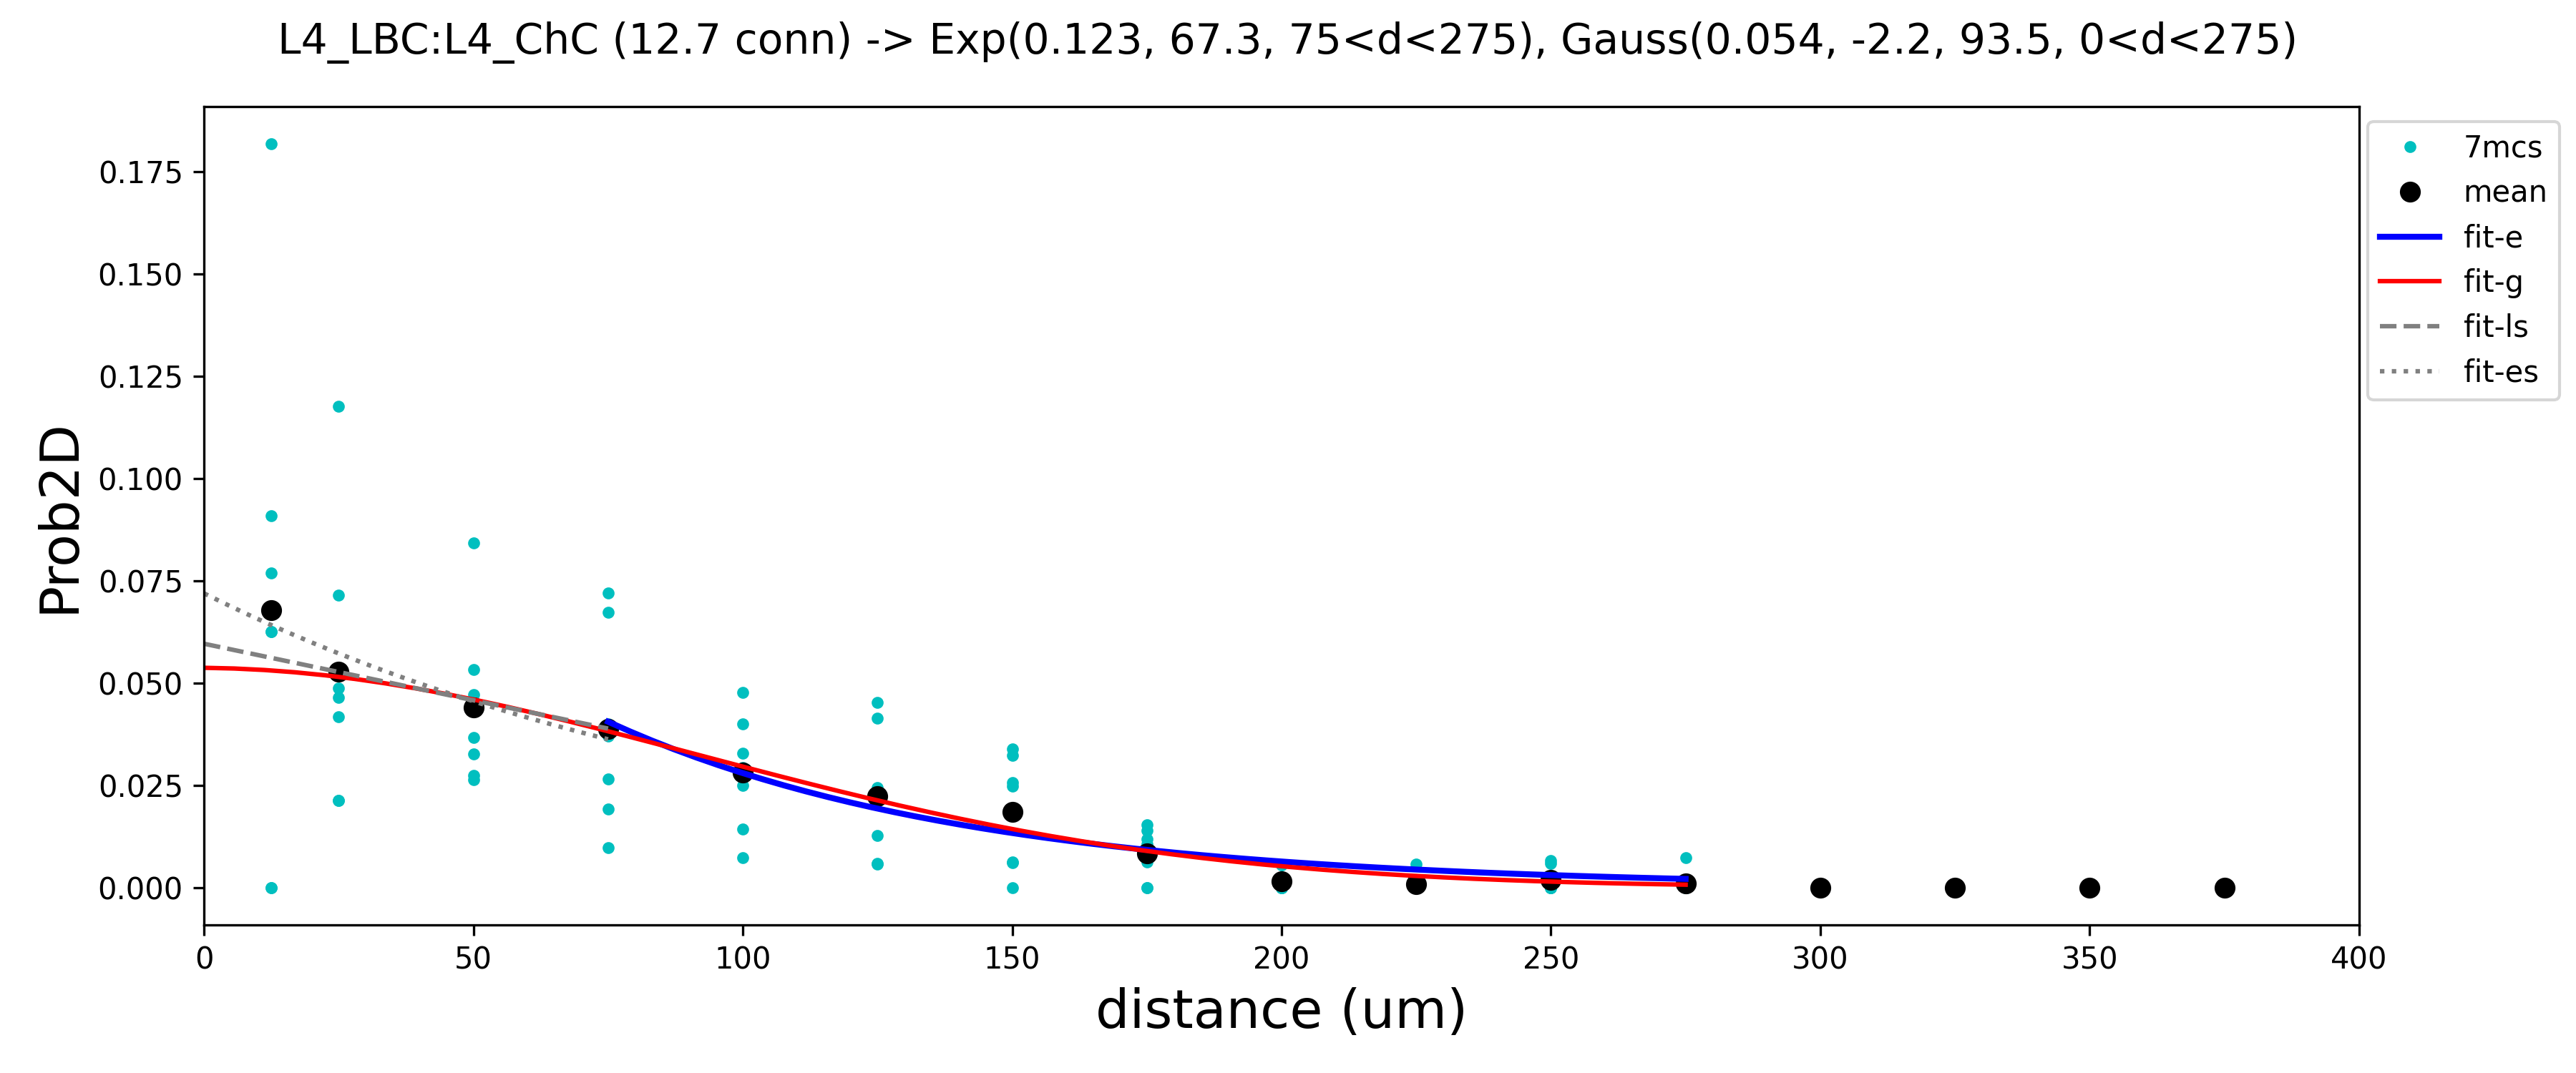 L4_LBC:L4_ChC (12.7 conn) -> Exp(0.123, 67.3, 75<d<275), Gauss(0.054, -2.2, 93.5, 0<d<275)
0.175
0.150
0.125
0.100
0.075
0.050
0.025
0.000
Prob2D
0 50 100 150 200 250 300 350 400
distance (um)
7mcs
mean
fit-e
fit-g
fit-ls
fit-es